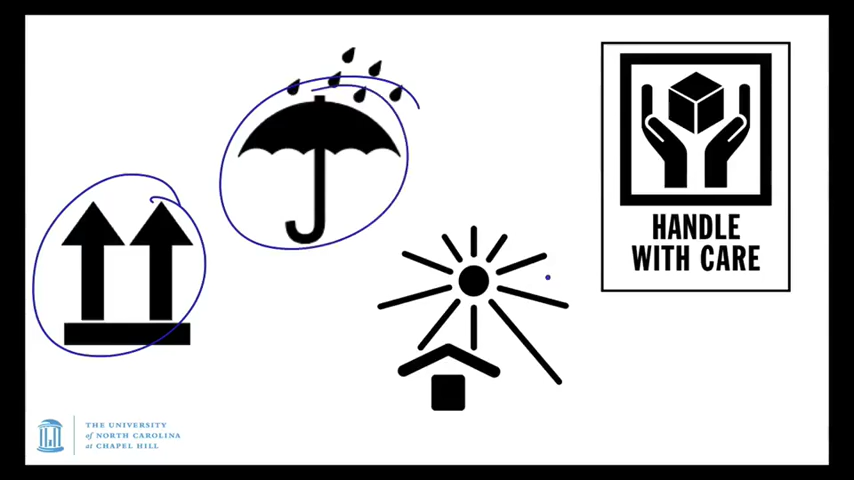 HANDLE
WITH CARE
THE UNIVERSITY
of NORTH CAROLINA
at CHAPEL HILL